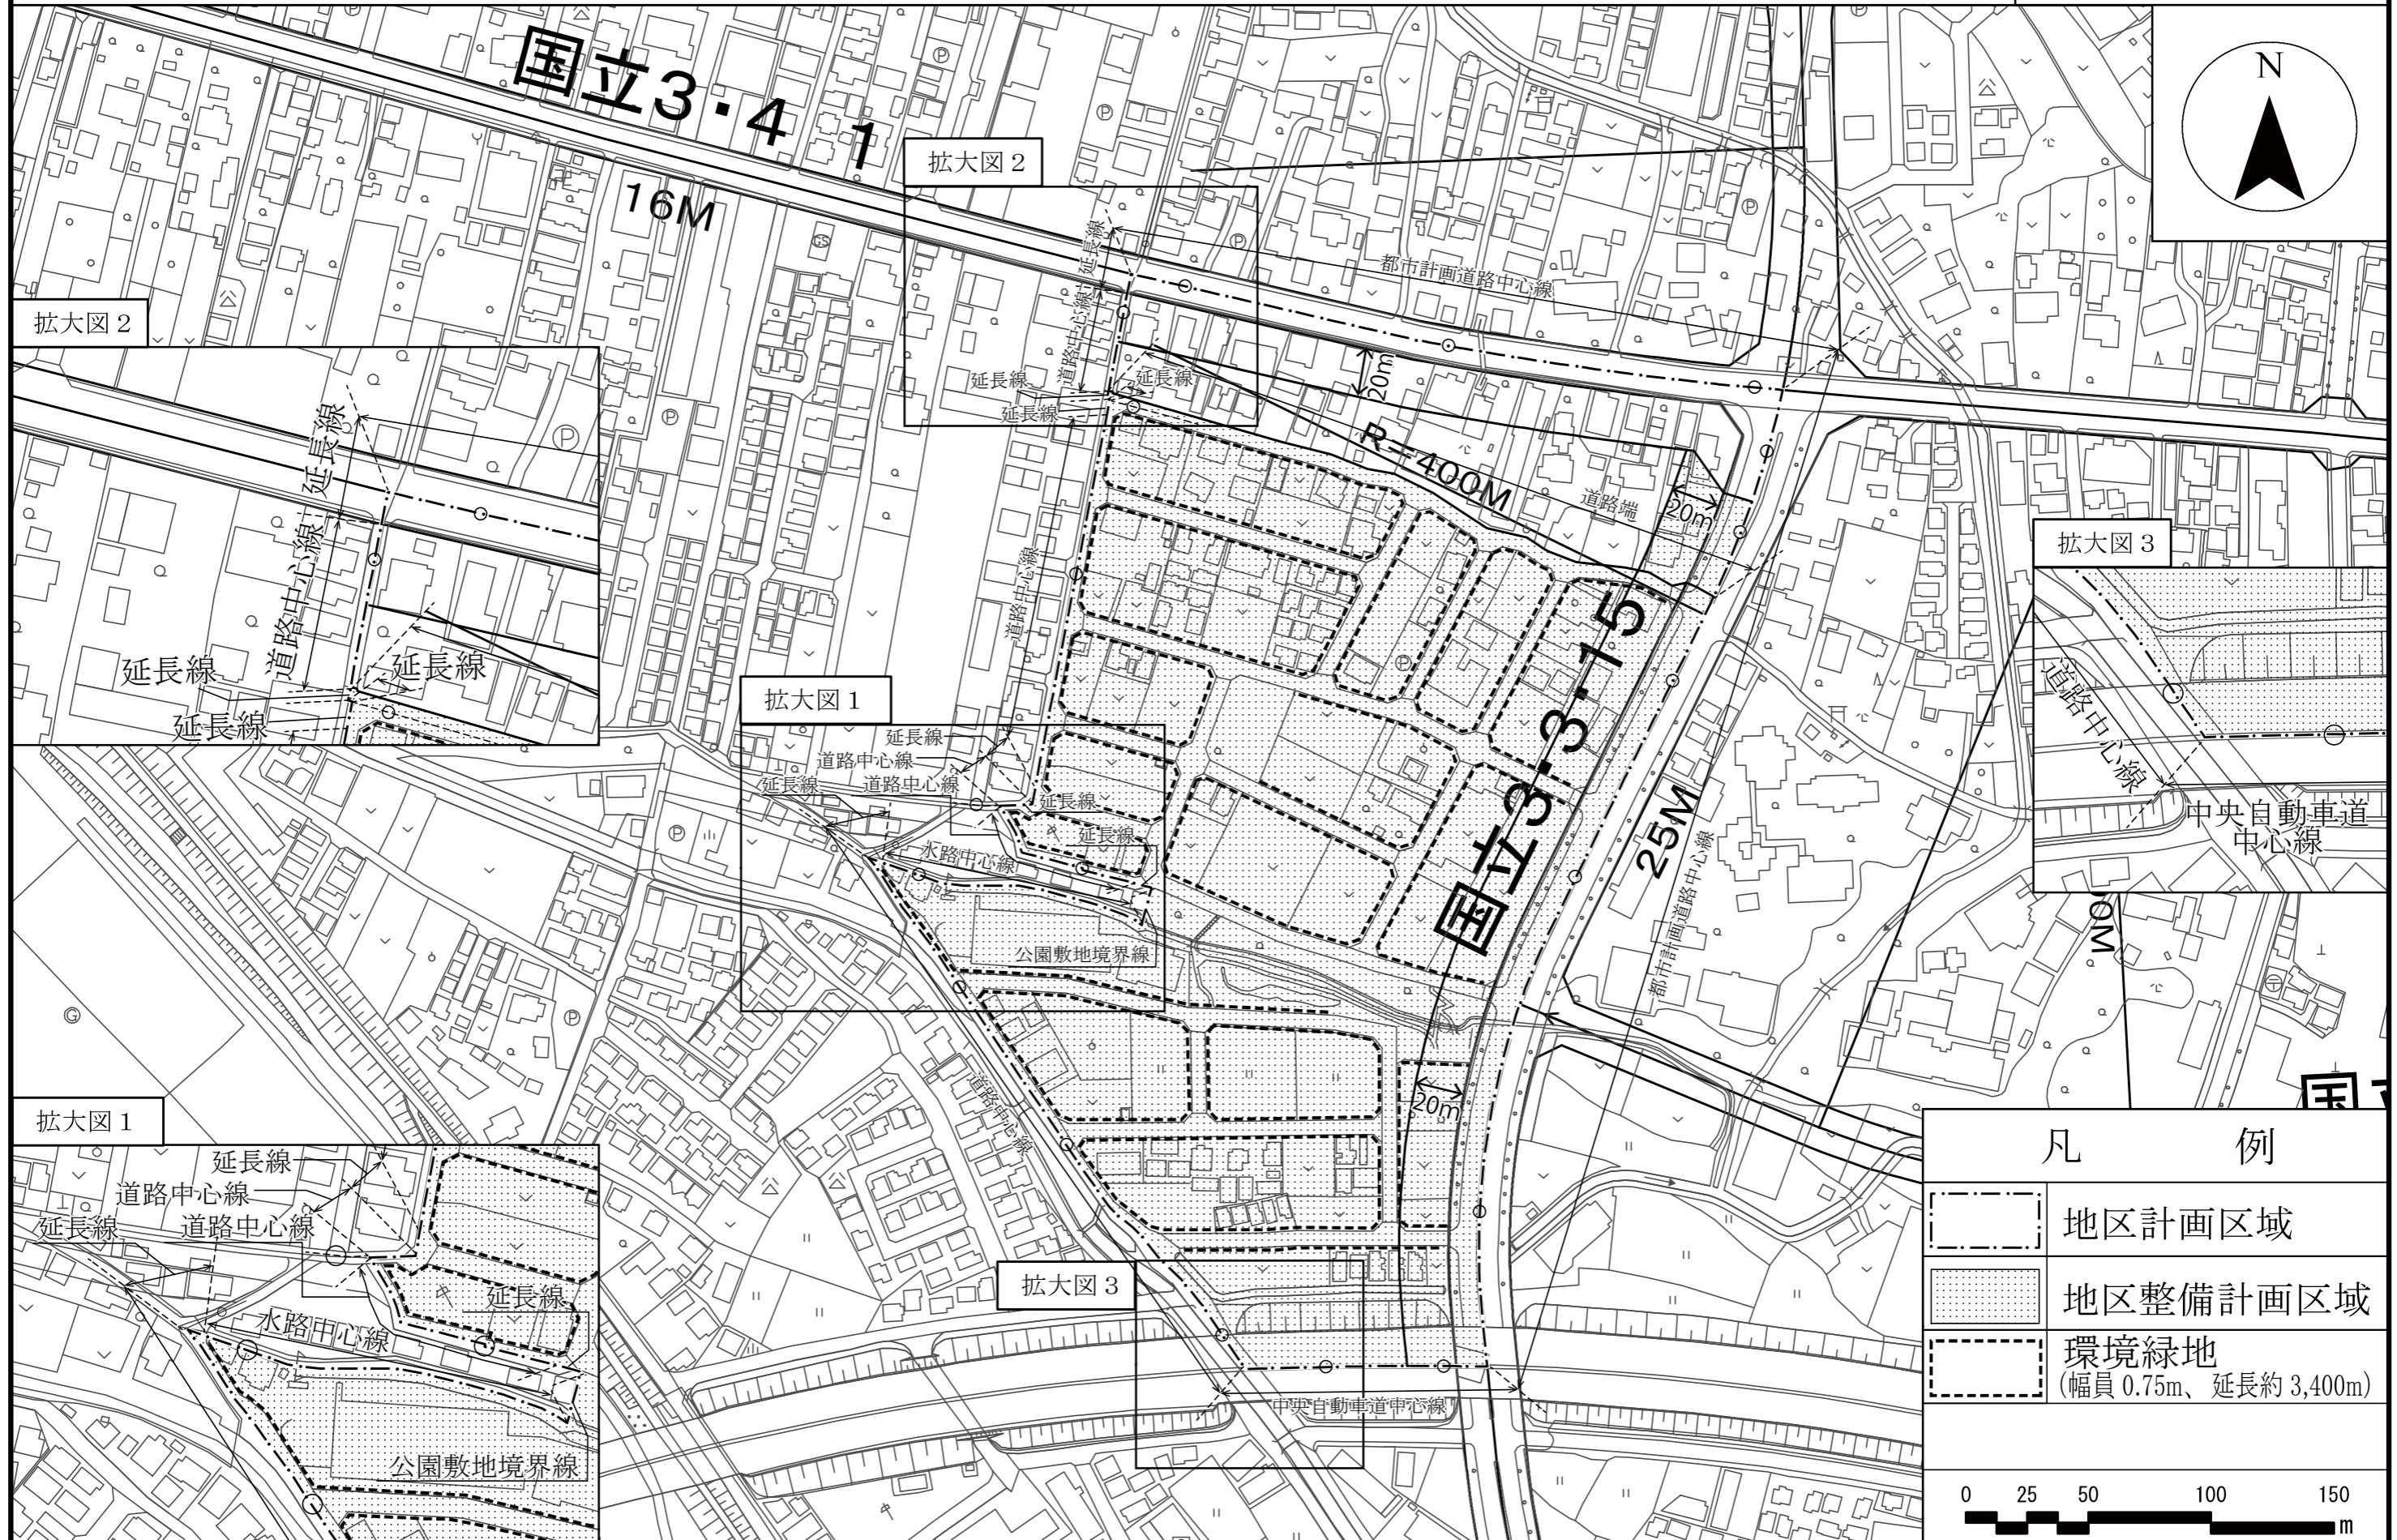 国立3・4 1
16M
拡大図2
N
延長線
都市計画道路中心線
道路中心線
延長線
延長線
延長線
20m
R=400M
道路端
20m
拡大図2
延長線
道路中心線
延長線
延長線
延長線
拡大図3
道路中心線
中央自動車道
中心線
道路中心線
国立3・3・15
25M
都市計画道路中心線
拡大図1
延長線
道路中心線
延長線
道路中心線
延長線
延長線
水路中心線
公園敷地境界線
0M
道路中心線
20m
拡大図3
中央自動車道中心線
拡大図1
延長線
道路中心線
延長線
道路中心線
延長線
水路中心線
公園敷地境界線
凡 例
地区計画区域
地区整備計画区域
環境緑地
(幅員 0.75m、延長約 3,400m)
0 25 50 100 150
m